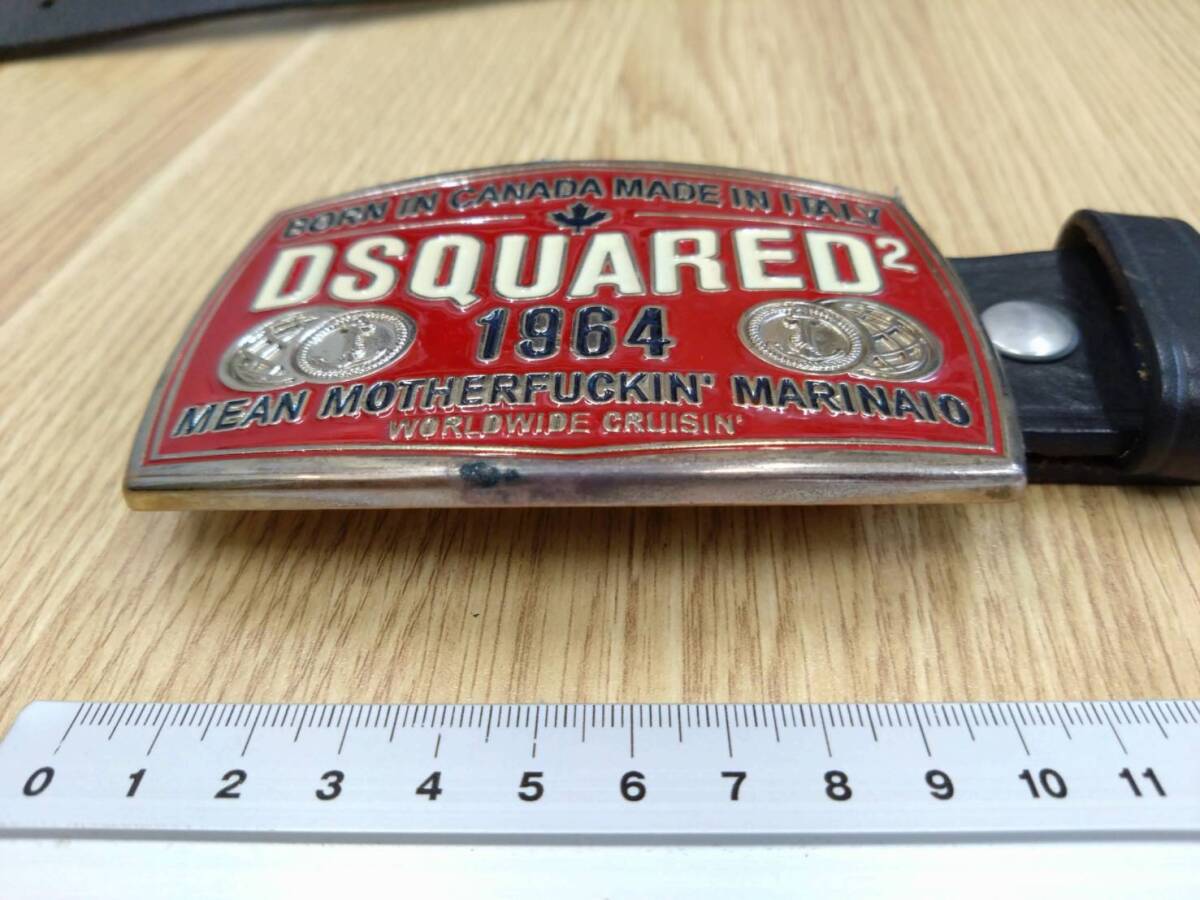 BORN IN CANADA MADE IN ITALY
DSQUARED²
1964
MEAN MOTHERFUCKIN' MARINAIO
WORLDWIDE CRUISIN'
0 1 2 3 4 5 6 7 8 9 10 11